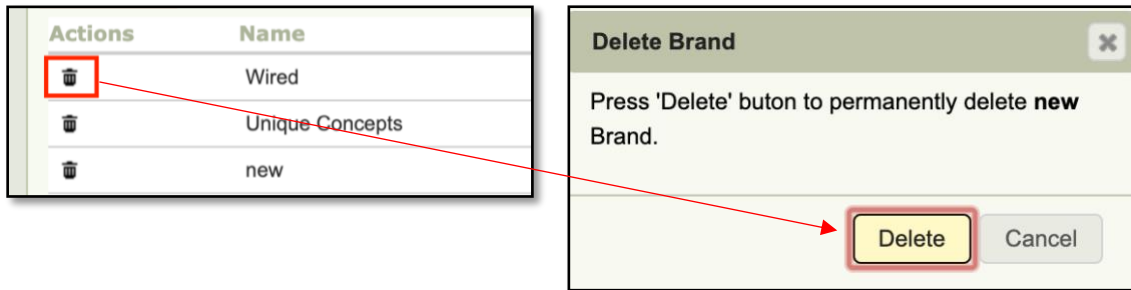 Actions Name
Wired
Unique Concepts
new
Delete Brand
Press 'Delete' buton to permanently delete new
Brand.
Delete Cancel